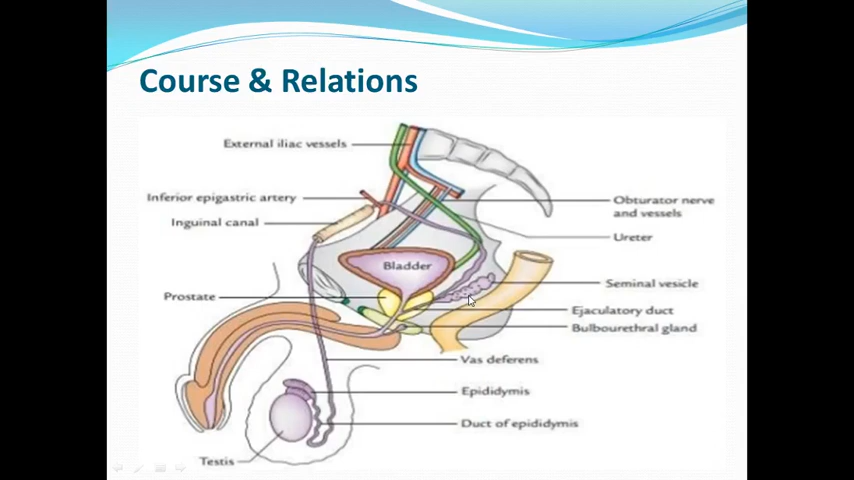 Course & Relations
External iliac vessels
Inferior epigastric artery
Inguinal canal
Obturator nerve
and vessels
Ureter
Bladder
Seminal vesicle
Prostate
Ejaculatory duct
Bulbourethral gland
Vas deferens
Epididymis
Duct of epididymis
Testis